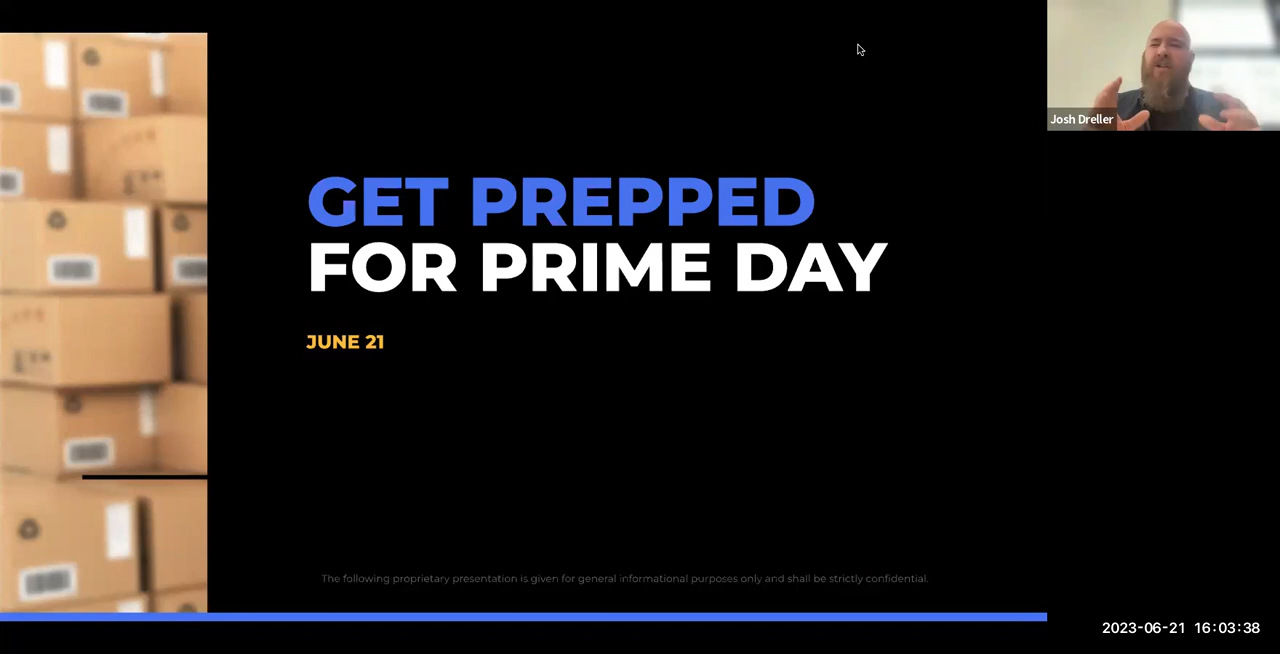 Josh Dreller
GET PREPPED
FOR PRIME DAY
JUNE 21
The following proprietary presentation is given for general informational purposes only and shall be strictly confidential.
2023-06-21 16:03:38